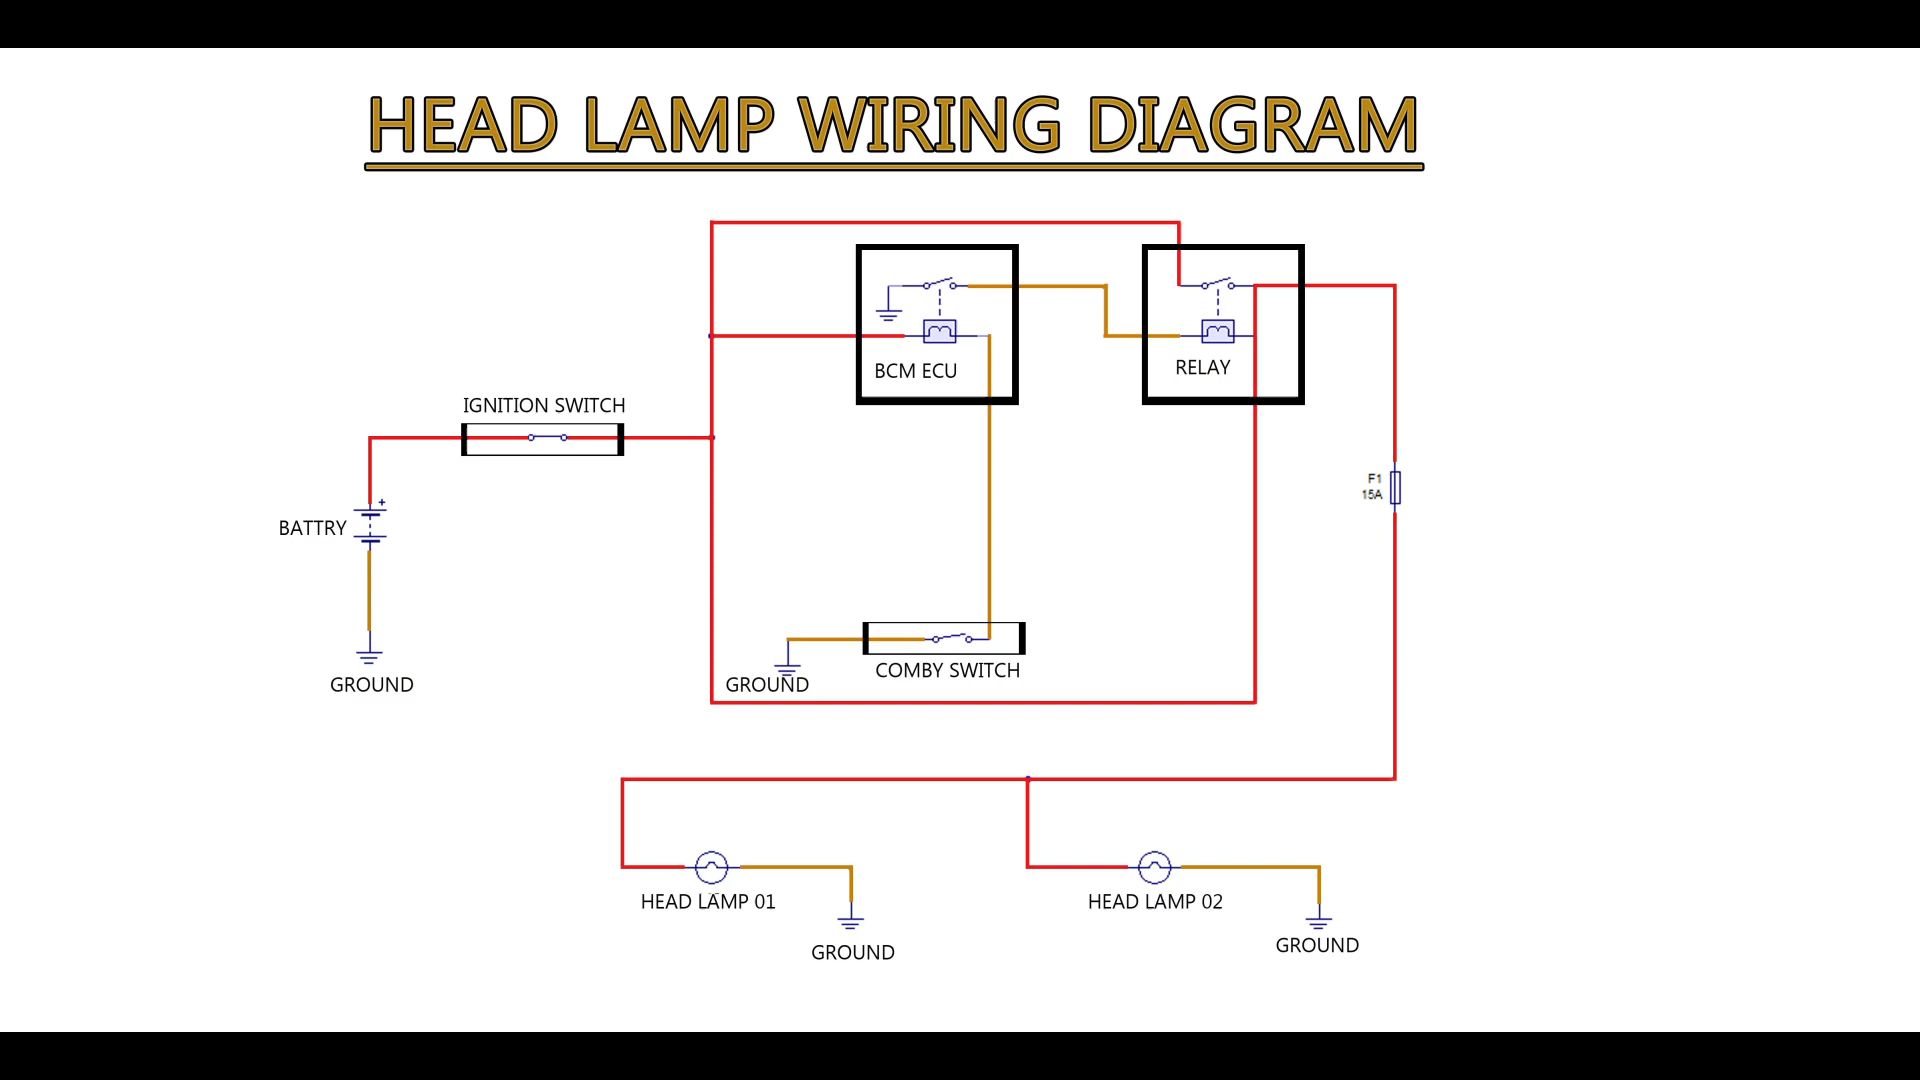 HEAD LAMP WIRING DIAGRAM
BCM ECU
RELAY
IGNITION SWITCH
+
BATTRY
F1
15A
GROUND
GROUND
COMBY SWITCH
HEAD LAMP 01
HEAD LAMP 02
GROUND
GROUND